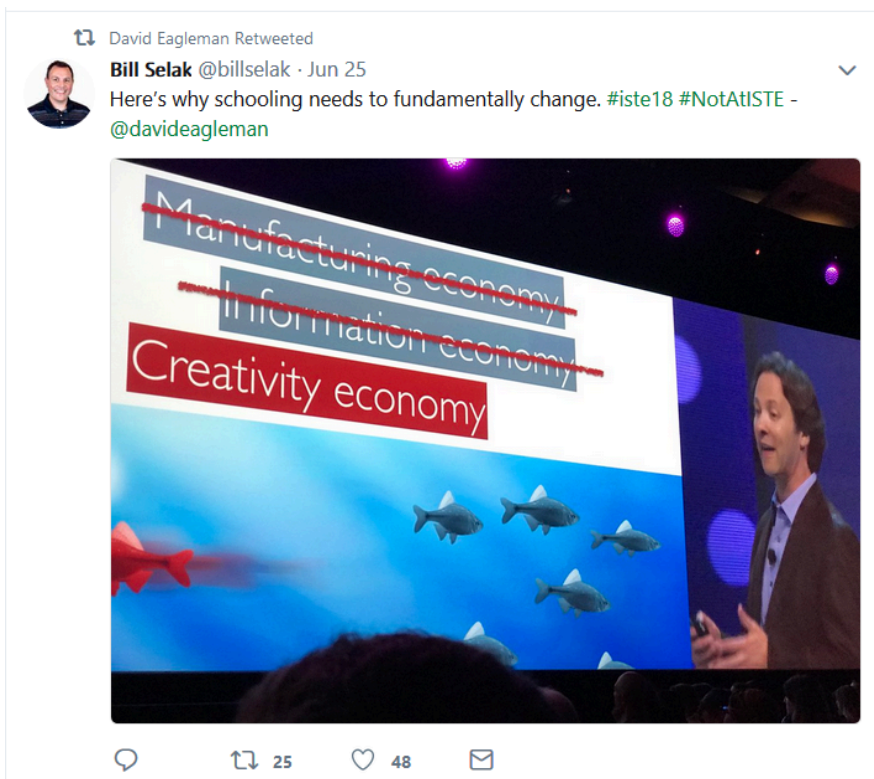 David Eagleman Retweeted
Bill Selak @billselak · Jun 25
Here’s why schooling needs to fundamentally change. #iste18 #NotAtISTE -
@davideagleman
Manufacturing economy
Information economy
Creativity economy
25 48